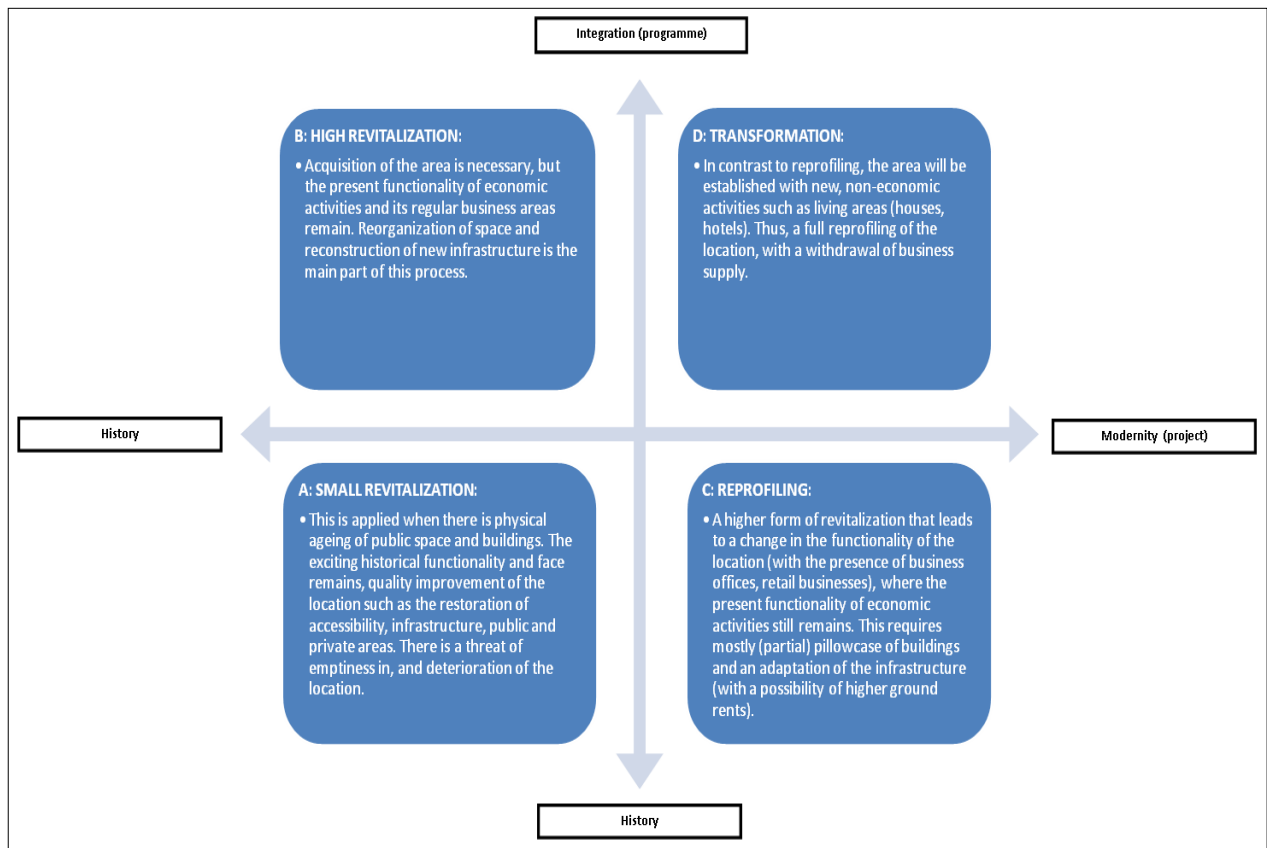 Integration (programme)
B: HIGH REVITALIZATION:
• Acquisition of the area is necessary, but
the present functionality of economic
activities and its regular business areas
remain. Reorganization of space and
reconstruction of new infrastructure is the
main part of this process.
D: TRANSFORMATION:
• In contrast to reprofiling, the area will be
established with new, non-economic
activities such as living areas (houses,
hotels). Thus, a full reprofiling of the
location, with a withdrawal of business
supply.
History
Modernity (project)
A: SMALL REVITALIZATION:
• This is applied when there is physical
ageing of public space and buildings. The
exciting historical functionality and face
remains, quality improvement of the
location such as the restoration of
accessibility, infrastructure, public and
private areas. There is a threat of
emptiness in, and deterioration of the
location.
C: REPROFILING:
• A higher form of revitalization that leads
to a change in the functionality of the
location (with the presence of business
offices, retail businesses), where the
present functionality of economic
activities still remains. This requires
mostly (partial) pillowcase of buildings
and an adaptation of the infrastructure
(with a possibility of higher ground
rents).
History